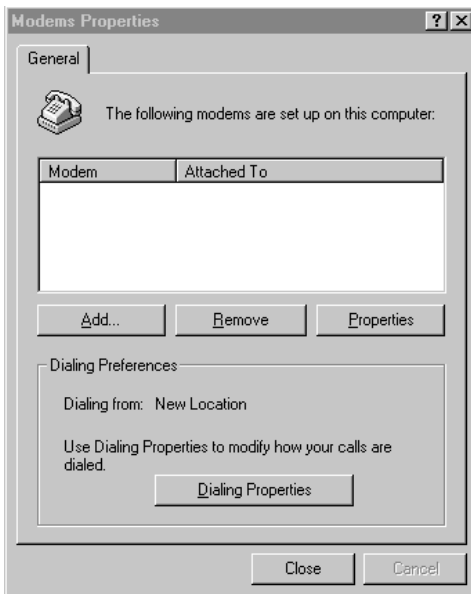 Modems Properties
General
The following modems are set up on this computer:
Modem Attached To
Add... Remove Properties
Dialing Preferences
Dialing from: New Location
Use Dialing Properties to modify how your calls are
dialed.
Dialing Properties
Close Cancel